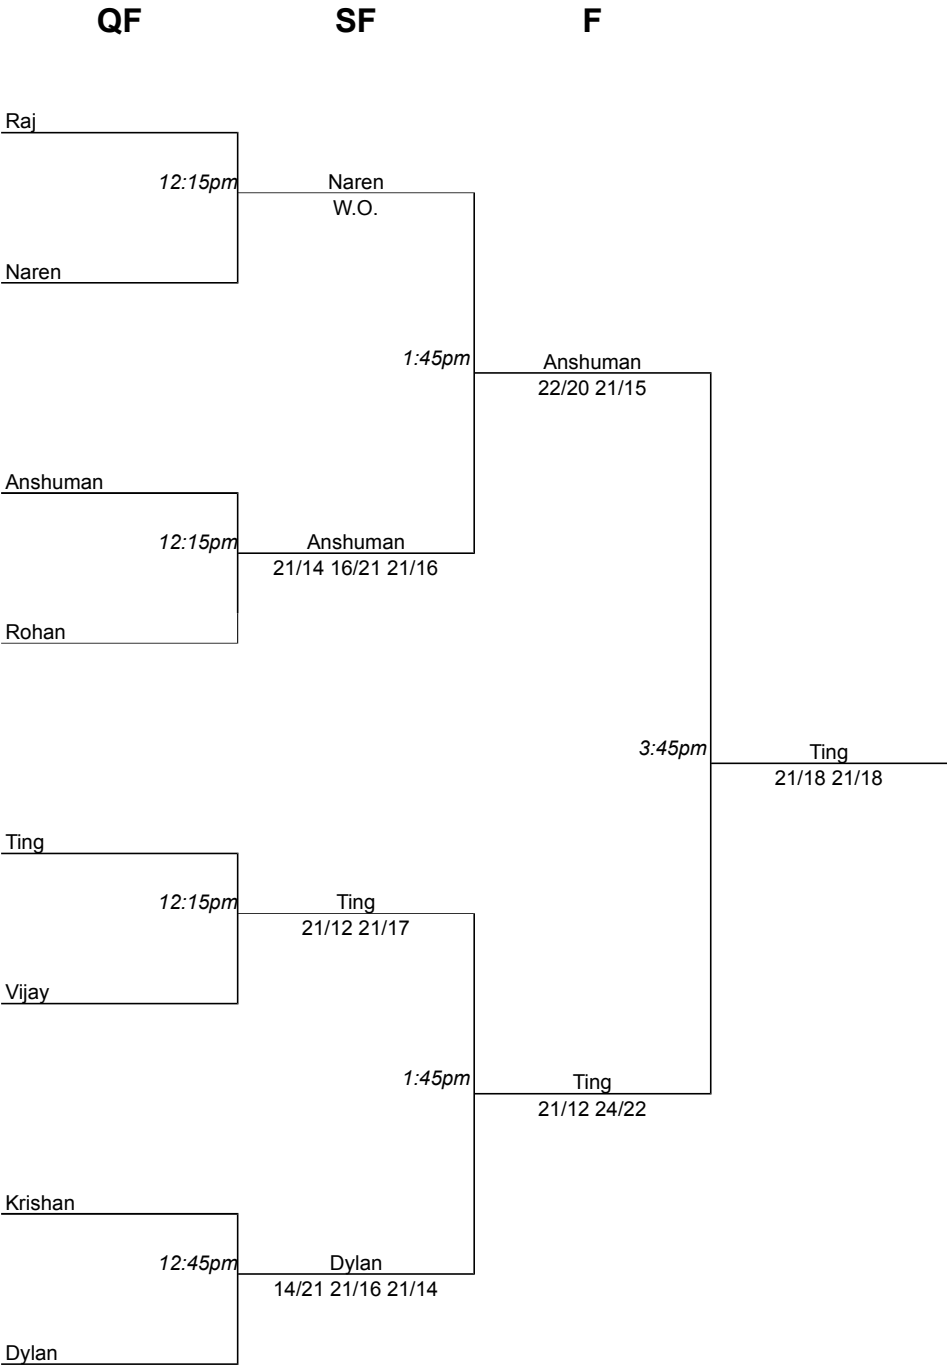 QF SF F
Raj
12:15pm Naren
W.O.
Naren
1:45pm Anshuman
22/20 21/15
Anshuman
12:15pm Anshuman
21/14 16/21 21/16
Rohan
3:45pm Ting
21/18 21/18
Ting
12:15pm Ting
21/12 21/17
Vijay
1:45pm Ting
21/12 24/22
Krishan
12:45pm Dylan
14/21 21/16 21/14
Dylan